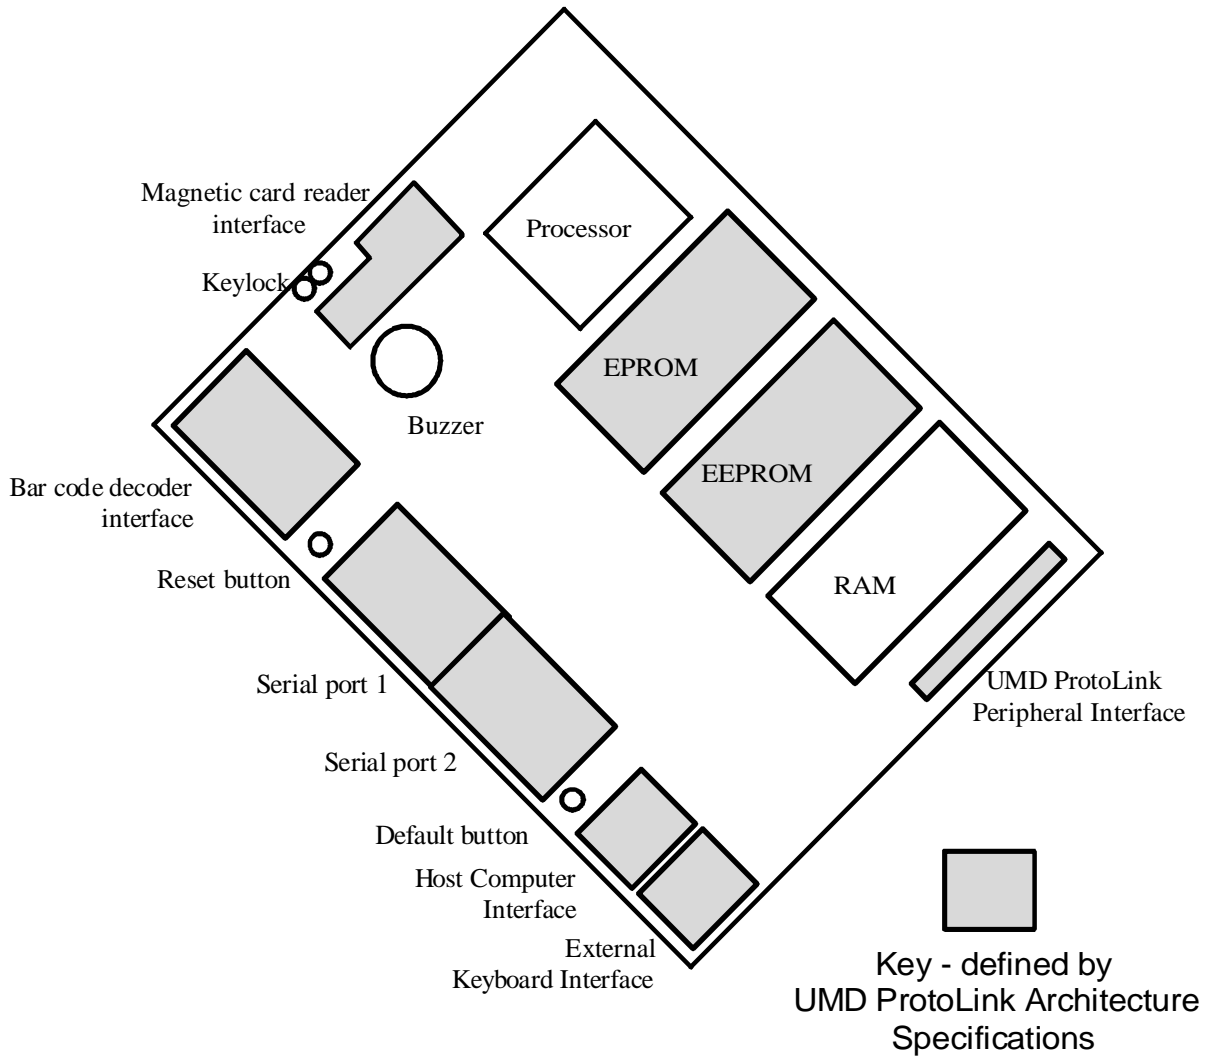 Magnetic card reader
interface
Processor
Keylock
EPROM
Buzzer
EEPROM
Bar code decoder
interface
Reset button
RAM
Serial port 1
UMD ProtoLink
Peripheral Interface
Serial port 2
Default button
Host Computer
Interface
External
Keyboard Interface
Key - defined by
UMD ProtoLink Architecture
Specifications